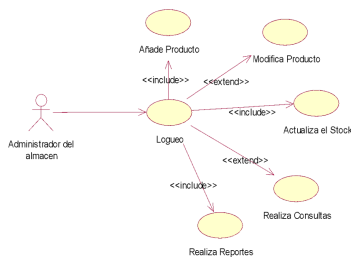 Añade Producto
Modifica Producto
<<include>>
<<extend>>
<<include>>
Actualiza el Stock
Logueo
Administrador del
almacen
<<extend>>
<<include>>
Realiza Consultas
Realiza Reportes